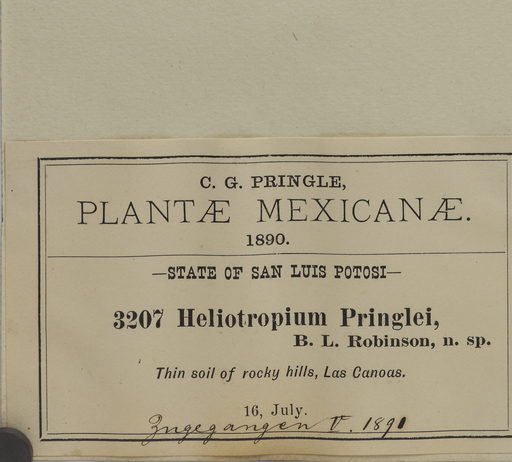 C. G. PRINGLE,
PLANTÆ MEXICANÆ.
1890.
—STATE OF SAN LUIS POTOSI—
3207 Heliotropium Pringlei,
B. L. Robinson, n. sp.
Thin soil of rocky hills, Las Canoas.
16, July.
Zugegangen V. 1891